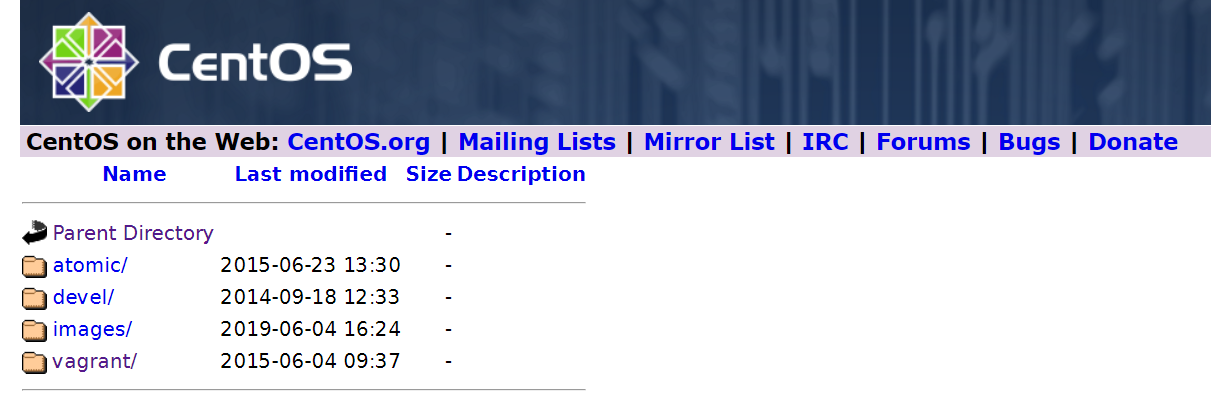 CentOS
CentOS on the Web: CentOS.org | Mailing Lists | Mirror List | IRC | Forums | Bugs | Donate
Name Last modified Size Description
Parent Directory -
atomic/ 2015-06-23 13:30 -
devel/ 2014-09-18 12:33 -
images/ 2019-06-04 16:24 -
vagrant/ 2015-06-04 09:37 -